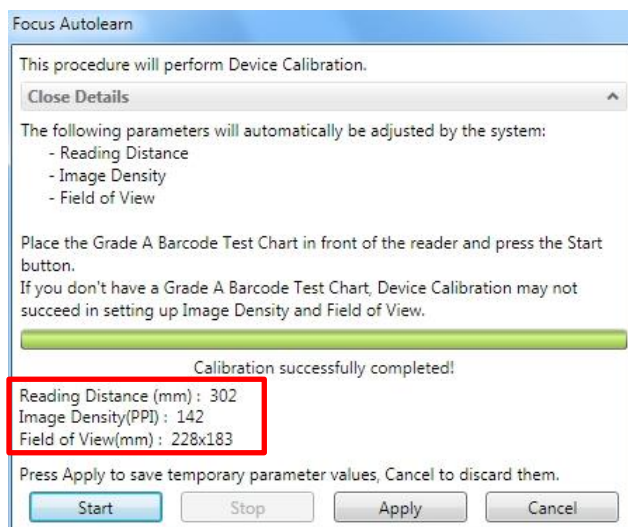 Focus Autolearn
This procedure will perform Device Calibration.
Close Details
The following parameters will automatically be adjusted by the system:
- Reading Distance
- Image Density
- Field of View
Place the Grade A Barcode Test Chart in front of the reader and press the Start
button.
If you don't have a Grade A Barcode Test Chart, Device Calibration may not
succeed in setting up Image Density and Field of View.
Calibration successfully completed!
Reading Distance (mm) : 302
Image Density(PPI) : 142
Field of View(mm) : 228x183
Press Apply to save temporary parameter values, Cancel to discard them.
Start Stop Apply Cancel